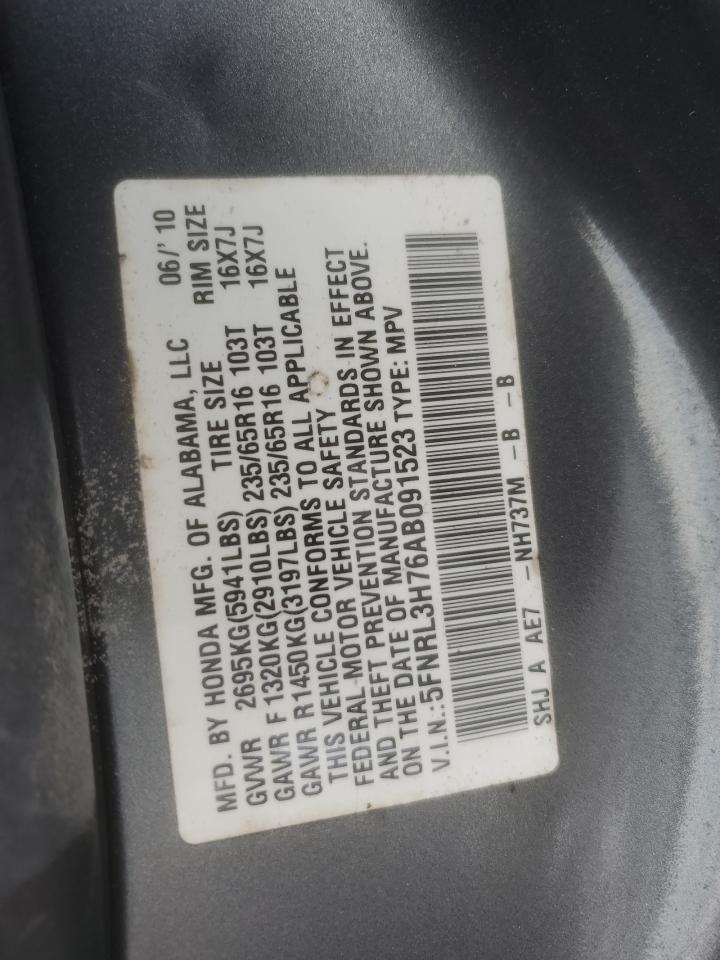 MFD. BY HONDA MFG. OF ALABAMA, LLC 06/' 10
GVWR 2695KG(5941LBS) TIRE SIZE RIM SIZE
GAWR F 1320KG(2910LBS) 235/65R16 103T 16X7J
GAWR R 1450KG(3197LBS) 235/65R16 103T 16X7J
THIS VEHICLE CONFORMS TO ALL APPLICABLE
FEDERAL MOTOR VEHICLE SAFETY
AND THEFT PREVENTION STANDARDS IN EFFECT
ON THE DATE OF MANUFACTURE SHOWN ABOVE.
V.I.N.:5FNRL3H76AB091523 TYPE: MPV
SHJ A AE7 -NH737M -B -B